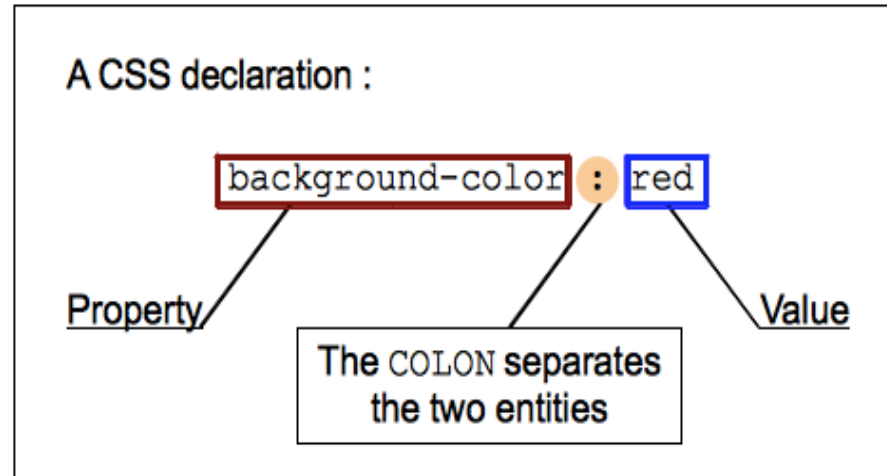 A CSS declaration :
background-color : red
Property
Value
The COLON separates
the two entities